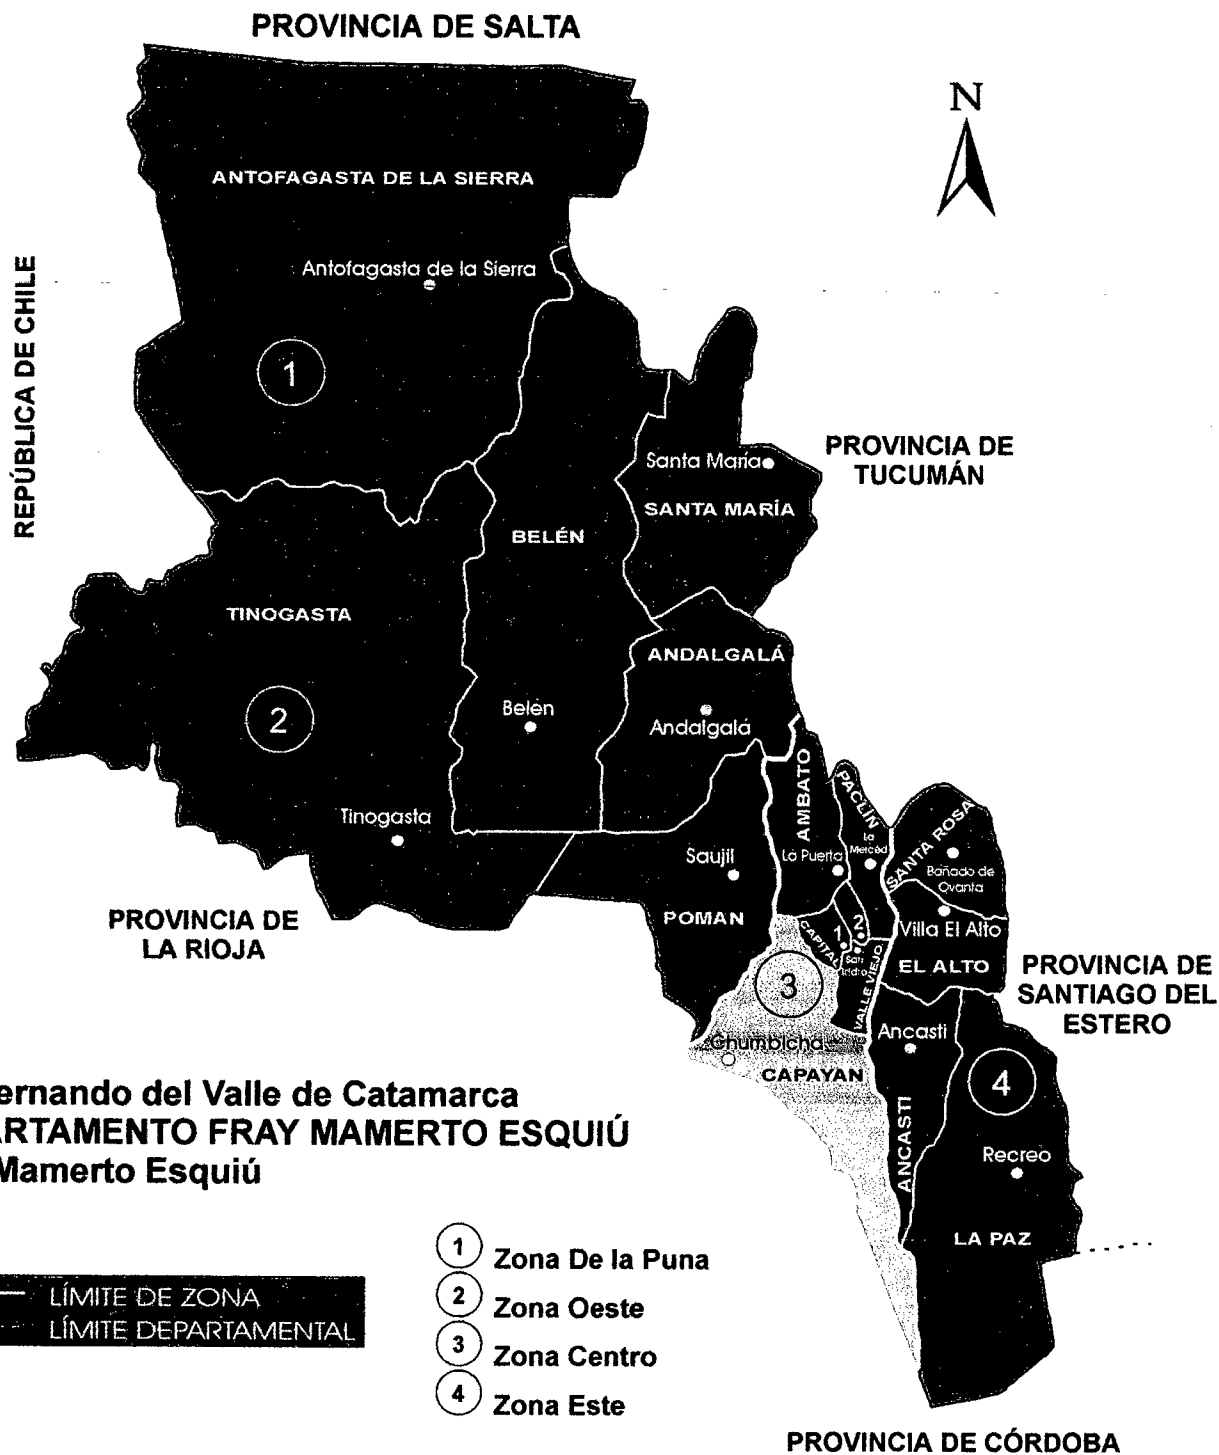 PROVINCIA DE SALTA
N
ANTOFAGASTA DE LA SIERRA
Antofagasta de la Sierra
REPÚBLICA DE CHILE
1
PROVINCIA DE
TUCUMÁN
Santa María
SANTA MARÍA
BELÉN
TINOGASTA
ANDALGALÁ
2
Belén
Andalgalá
Tinogasta
AMBATO
PACLÍN
La
Merced
SANTA ROSA
Saujil
La Puerta
Bañado de
Ovanta
POMAN
PROVINCIA DE
LA RIOJA
CAPITAL
1
2
San
Isidro
VALLE VIEJO
Villa El Alto
EL ALTO
PROVINCIA DE
SANTIAGO DEL
ESTERO
3
Chumbicha
CAPAYAN
Ancasti
ANCASTI
4
Recreo
LA PAZ
ernando del Valle de Catamarca
ARTAMENTO FRAY MAMERTO ESQUIÚ
Mamerto Esquiú
LÍMITE DE ZONA
LÍMITE DEPARTAMENTAL
1 Zona De la Puna
2 Zona Oeste
3 Zona Centro
4 Zona Este
PROVINCIA DE CÓRDOBA